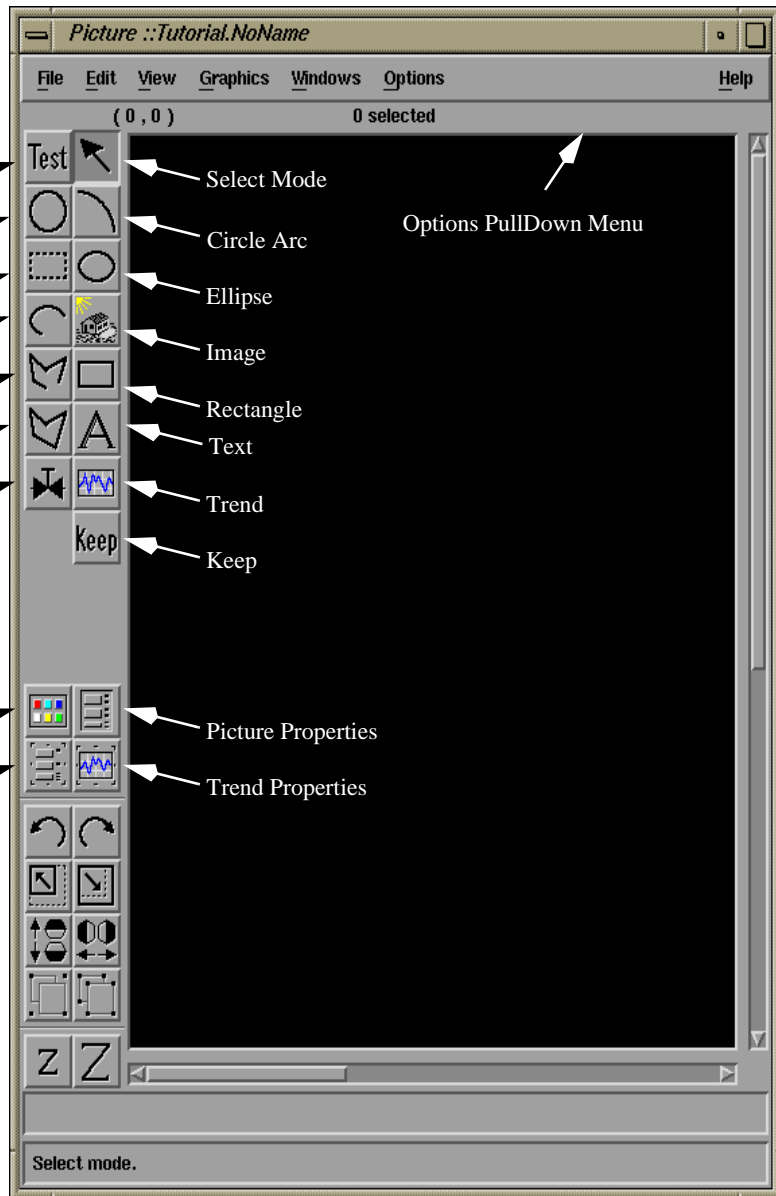 Picture ::Tutorial.NoName
File Edit View Graphics Windows Options Help
( 0 , 0 ) 0 selected
Test
Select Mode
Options PullDown Menu
Circle Arc
Ellipse
Image
Rectangle
A
Text
Trend
Keep
Keep
Picture Properties
Trend Properties
Z Z
Select mode.